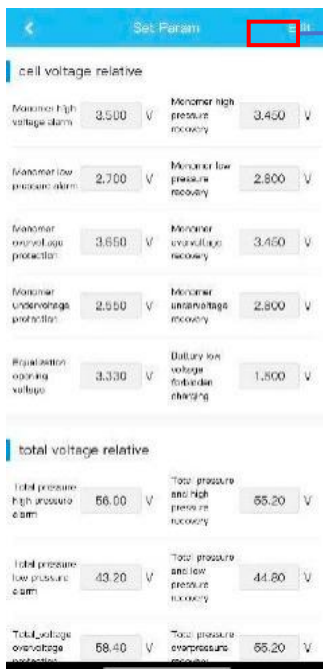 Set Param
cell voltage relative
Monomer high
voltage alarm
3.500 V
Monomer high
pressure
recovery
3.450 V
Monomer low
pressure alarm
2.700 V
Monomer low
pressure
recovery
2.800 V
Monomer
overvoltage
protection
3.650 V
Monomer
overvoltage
recovery
3.450 V
Monomer
undervoltage
protection
2.550 V
Monomer
undervoltage
recovery
2.800 V
Equalization
opening
voltage
3.330 V
Battery low
voltage
forbidden
charging
1.500 V
total voltage relative
Total pressure
high pressure
alarm
56.00 V
Total pressure
and high
pressure
recovery
55.20 V
Total pressure
low pressure
alarm
43.20 V
Total pressure
and low
pressure
recovery
44.80 V
Total_voltage
overvoltage
protection
58.40 V
Total pressure
overpressure
recovery
55.20 V